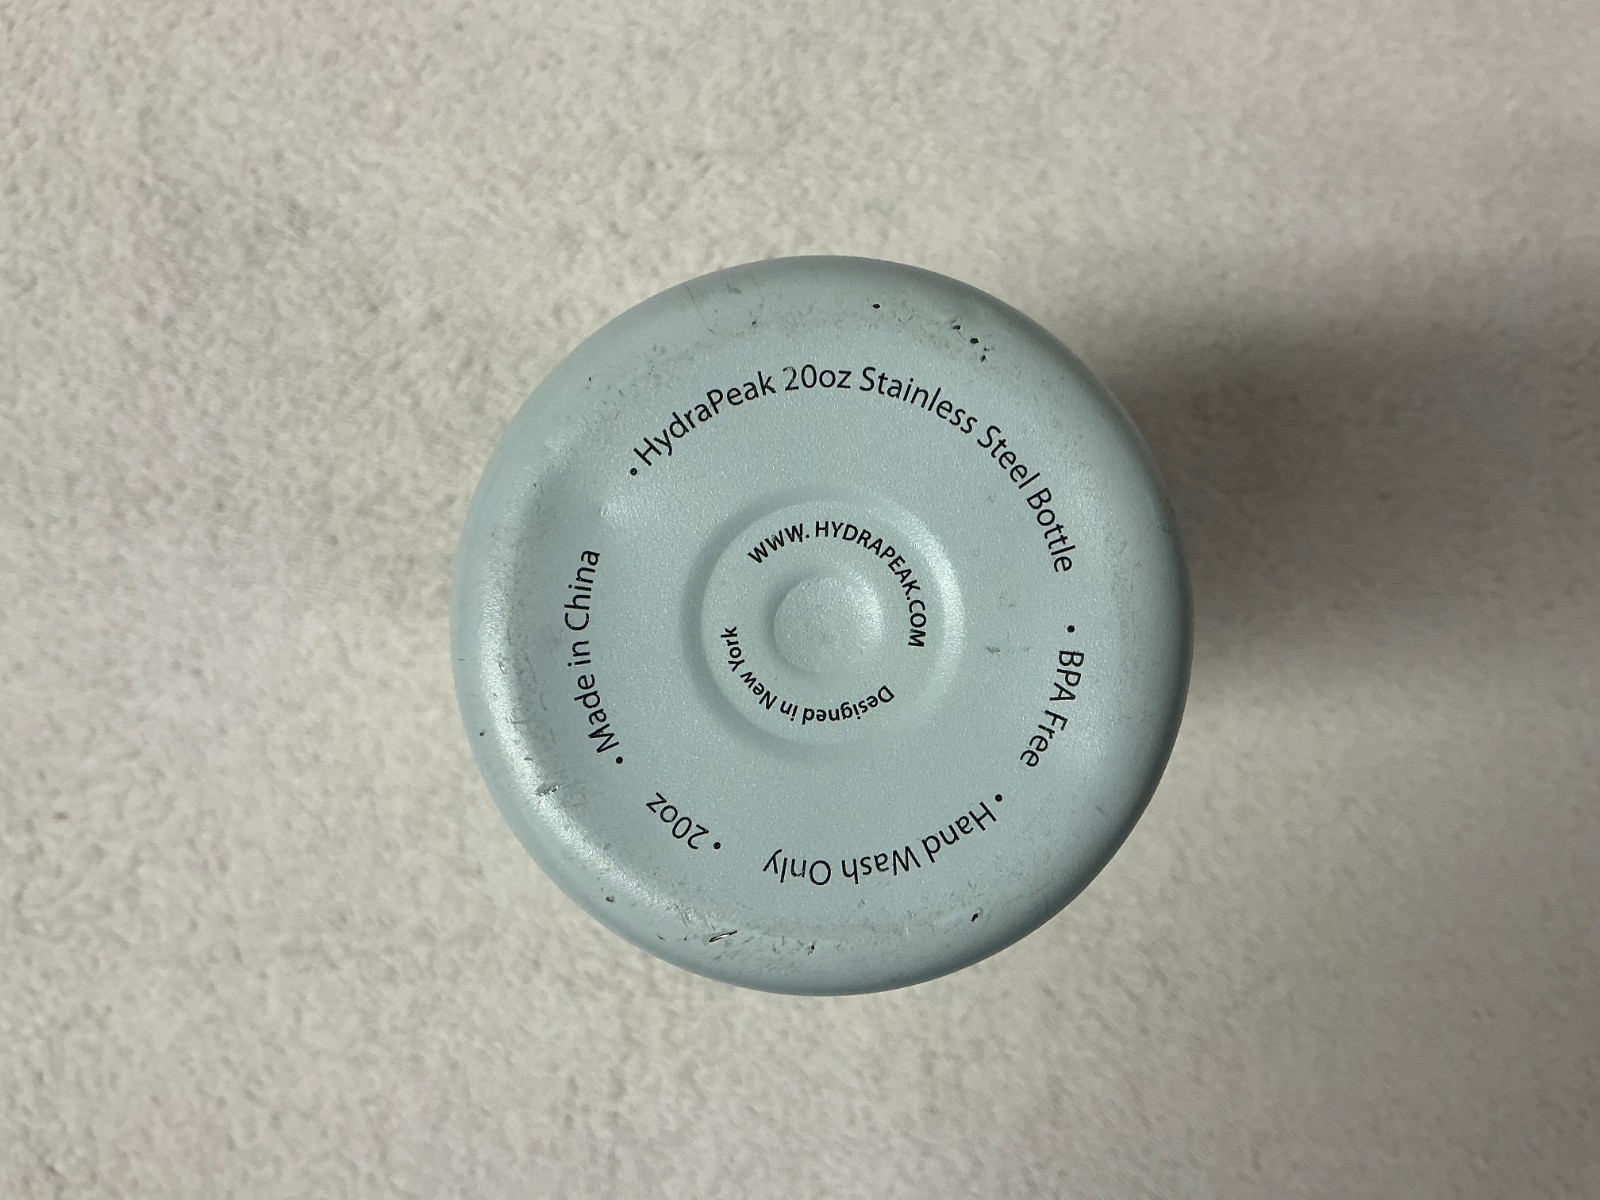 • HydraPeak 20oz Stainless Steel Bottle
• BPA Free
• Hand Wash Only
• 20oz
• Made in China
WWW. HYDRAPEAK.COM
Designed in New York